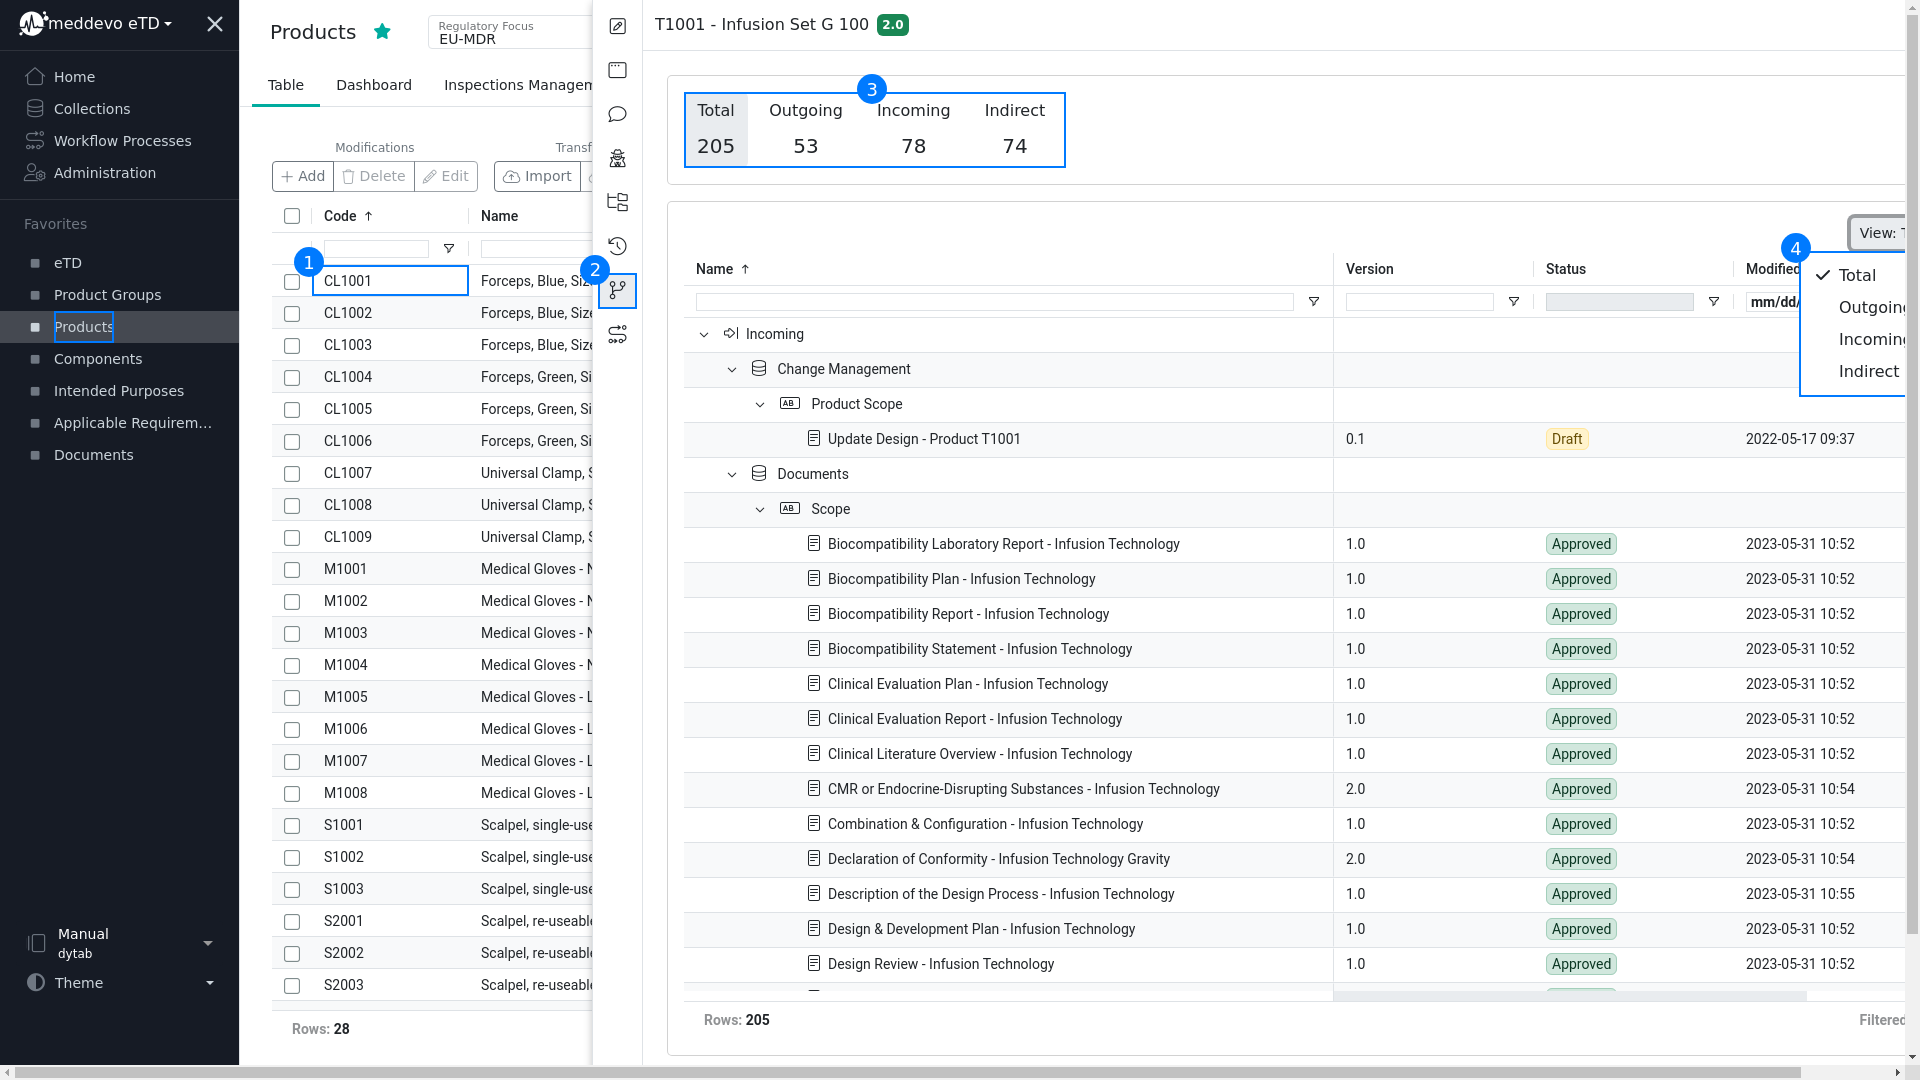 meddevo eTD
Home
Collections
Workflow Processes
Administration
Favorites
eTD
Product Groups
Products
Components
Intended Purposes
Applicable Requirem...
Documents
Manual
dytab
Theme
Products
Regulatory Focus
EU-MDR
Table Dashboard Inspections Managem
Modifications Transf
Add Delete Edit Import
Code Name
1
CL1001 Forceps, Blue, Siz
CL1002 Forceps, Blue, Size
CL1003 Forceps, Blue, Size
CL1004 Forceps, Green, Si
CL1005 Forceps, Green, Si
CL1006 Forceps, Green, Si
CL1007 Universal Clamp, S
CL1008 Universal Clamp, S
CL1009 Universal Clamp, S
M1001 Medical Gloves - N
M1002 Medical Gloves - N
M1003 Medical Gloves - N
M1004 Medical Gloves - N
M1005 Medical Gloves - L
M1006 Medical Gloves - L
M1007 Medical Gloves - L
M1008 Medical Gloves - L
S1001 Scalpel, single-use
S1002 Scalpel, single-use
S1003 Scalpel, single-use
S2001 Scalpel, re-useable
S2002 Scalpel, re-useable
S2003 Scalpel, re-useable
Rows: 28
2
T1001 - Infusion Set G 100 2.0
3
Total Outgoing Incoming Indirect
205 53 78 74
View: T
4
Total
Outgoing
Incoming
Indirect
Name Version Status Modified
mm/dd/
Incoming
Change Management
AB Product Scope
Update Design - Product T1001 0.1 Draft 2022-05-17 09:37
Documents
AB Scope
Biocompatibility Laboratory Report - Infusion Technology 1.0 Approved 2023-05-31 10:52
Biocompatibility Plan - Infusion Technology 1.0 Approved 2023-05-31 10:52
Biocompatibility Report - Infusion Technology 1.0 Approved 2023-05-31 10:52
Biocompatibility Statement - Infusion Technology 1.0 Approved 2023-05-31 10:52
Clinical Evaluation Plan - Infusion Technology 1.0 Approved 2023-05-31 10:52
Clinical Evaluation Report - Infusion Technology 1.0 Approved 2023-05-31 10:52
Clinical Literature Overview - Infusion Technology 1.0 Approved 2023-05-31 10:52
CMR or Endocrine-Disrupting Substances - Infusion Technology 2.0 Approved 2023-05-31 10:54
Combination & Configuration - Infusion Technology 1.0 Approved 2023-05-31 10:52
Declaration of Conformity - Infusion Technology Gravity 2.0 Approved 2023-05-31 10:54
Description of the Design Process - Infusion Technology 1.0 Approved 2023-05-31 10:55
Design & Development Plan - Infusion Technology 1.0 Approved 2023-05-31 10:52
Design Review - Infusion Technology 1.0 Approved 2023-05-31 10:52
Rows: 205 Filtered